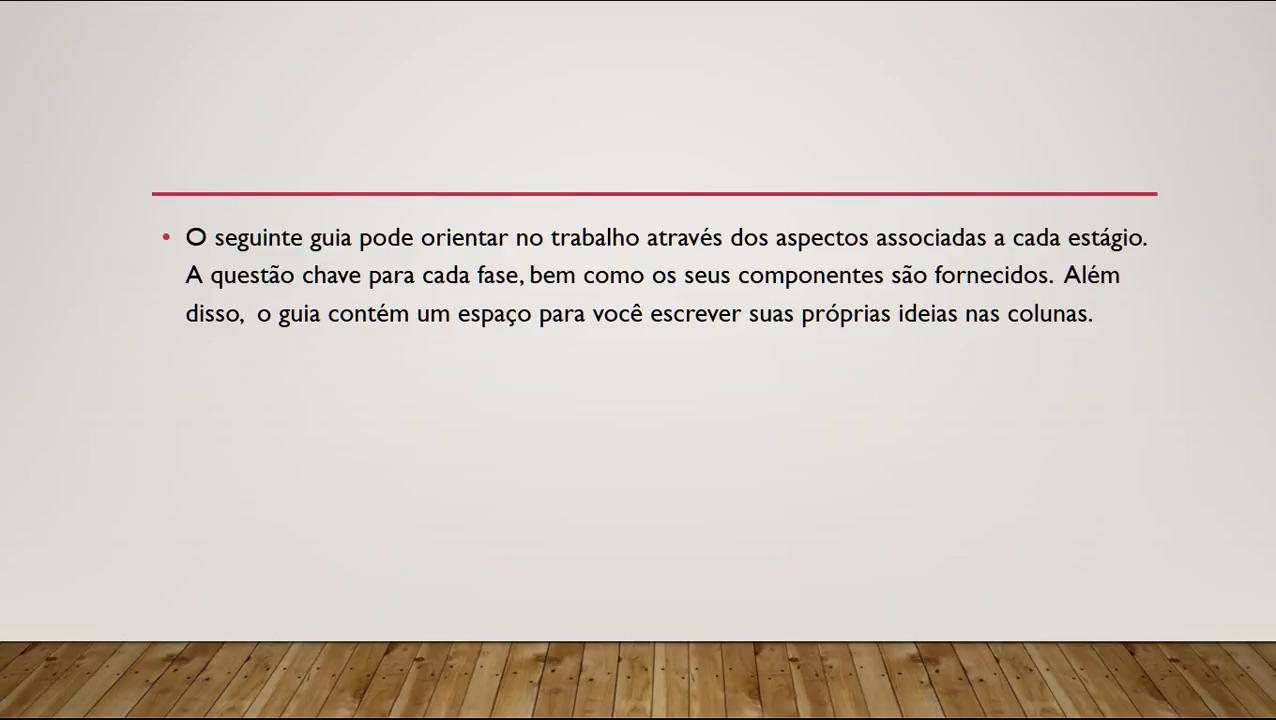 • O seguinte guia pode orientar no trabalho através dos aspectos associadas a cada estágio.
A questão chave para cada fase, bem como os seus componentes são fornecidos. Além
disso, o guia contém um espaço para você escrever suas próprias ideias nas colunas.